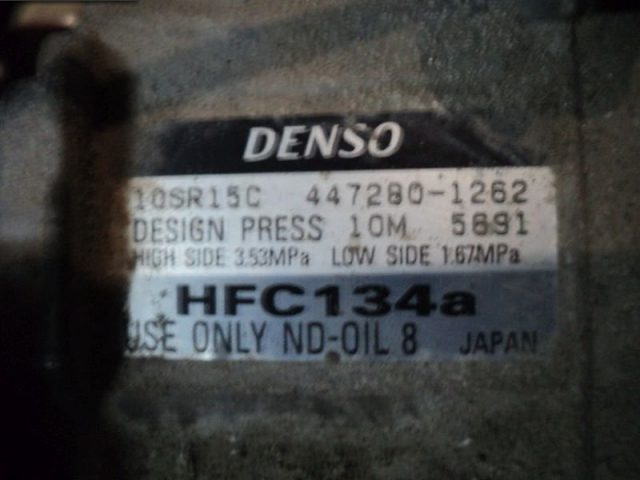 DENSO
10SR15C 447280-1262
DESIGN PRESS 10M 5691
HIGH SIDE 3.53MPa LOW SIDE 1.67MPa
HFC134a
USE ONLY ND-OIL 8 JAPAN